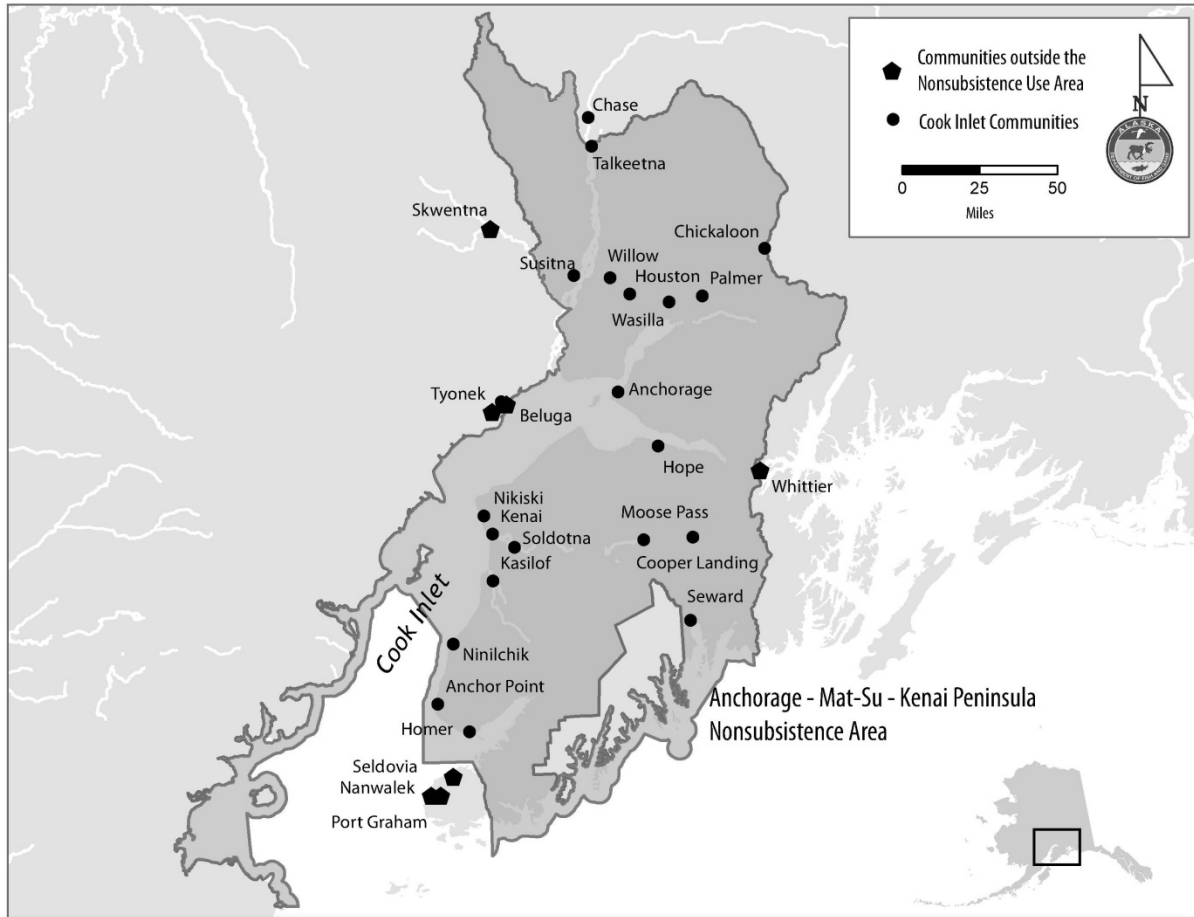 Communities outside the
Nonsubsistence Use Area
N
Cook Inlet Communities
ALASKA
0 25 50
Miles
Chase
Talkeetna
Skwentna
Chickaloon
Susitna
Willow
Houston
Palmer
Wasilla
Tyonek
Beluga
Anchorage
Hope
Whittier
Nikiski
Kenai
Soldotna
Kasilof
Moose Pass
Cooper Landing
Seward
Cook Inlet
Ninilchik
Anchor Point
Homer
Anchorage - Mat-Su - Kenai Peninsula
Nonsubsistence Area
Seldovia
Nanwalek
Port Graham